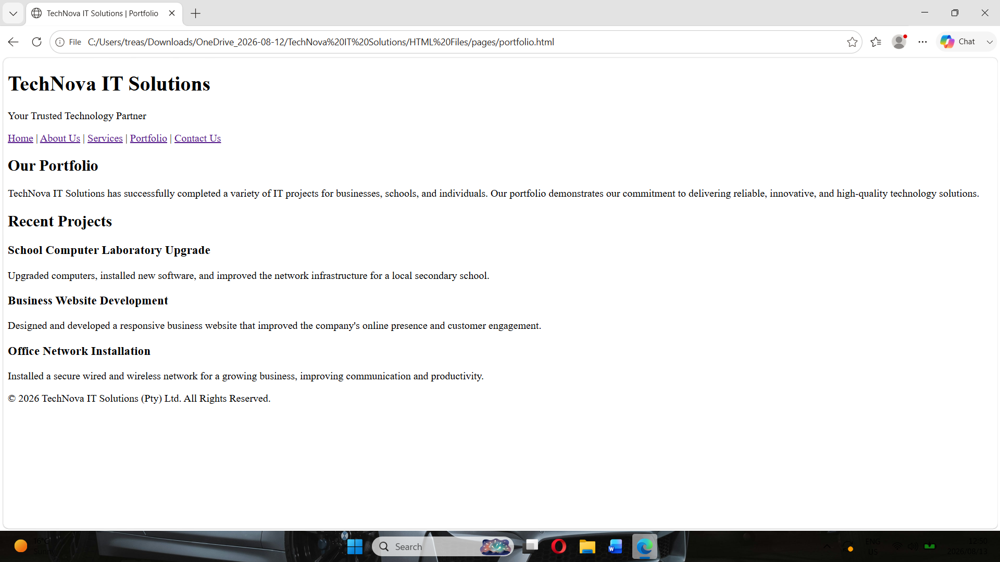 TechNova IT Solutions | Portfolio
File C:/Users/treas/Downloads/OneDrive_2026-08-12/TechNova%20IT%20Solutions/HTML%20Files/pages/portfolio.html
Chat
TechNova IT Solutions
Your Trusted Technology Partner
Home | About Us | Services | Portfolio | Contact Us
Our Portfolio
TechNova IT Solutions has successfully completed a variety of IT projects for businesses, schools, and individuals. Our portfolio demonstrates our commitment to delivering reliable, innovative, and high-quality technology solutions.
Recent Projects
School Computer Laboratory Upgrade
Upgraded computers, installed new software, and improved the network infrastructure for a local secondary school.
Business Website Development
Designed and developed a responsive business website that improved the company's online presence and customer engagement.
Office Network Installation
Installed a secure wired and wireless network for a growing business, improving communication and productivity.
© 2026 TechNova IT Solutions (Pty) Ltd. All Rights Reserved.
16°C
Search
ENG
US
12:50
2026/08/13